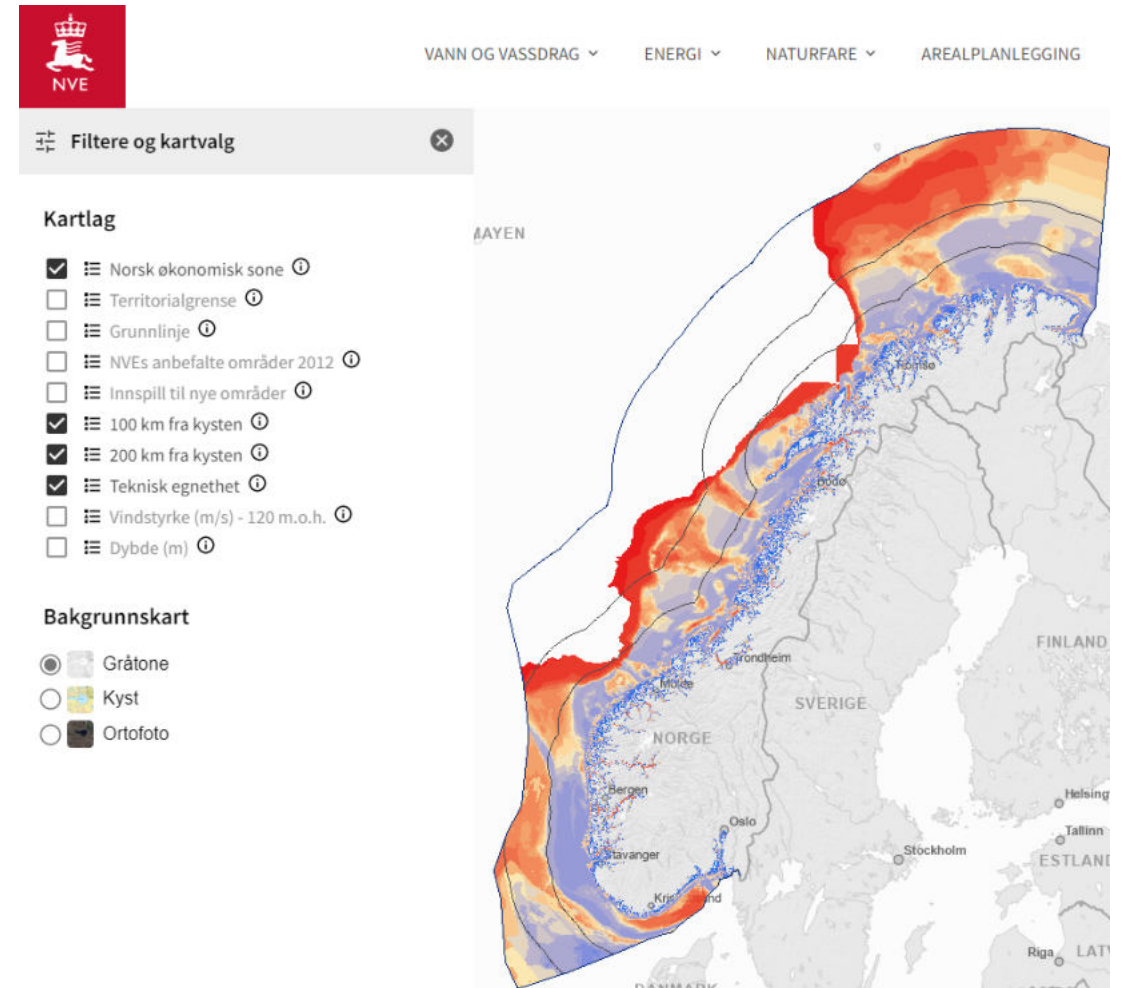 NVE
VANN OG VASSDRAG
ENERGI
NATURFARE
AREALPLANLEGGING
Filtere og kartvalg
Kartlag
Norsk økonomisk sone
Territorialgrense
Grunnlinje
NVEs anbefalte områder 2012
Innspill til nye områder
100 km fra kysten
200 km fra kysten
Teknisk egnethet
Vindstyrke (m/s) - 120 m.o.h.
Dybde (m)
Bakgrunnskart
Gråtone
Kyst
Ortofoto
MAYEN
Bodø
Trondheim
Molde
FINLAND
SVERIGE
NORGE
Bergen
Helsing
Oslo
Tallinn
Stockholm
ESTLAND
Stavanger
Riga
LAT